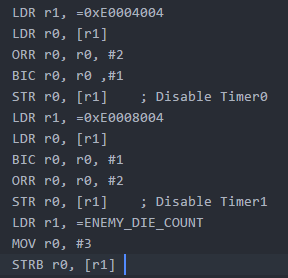 LDR r1, =0xE0004004
LDR r0, [r1]
ORR r0, r0, #2
BIC r0 ,#1
STR r0, [r1]    ; Disable Timer0
LDR r1, =0xE0008004
LDR r0, [r1]
BIC r0, r0, #1
ORR r0, r0, #2
STR r0, [r1]    ; Disable Timer1
LDR r1, =ENEMY_DIE_COUNT
MOV r0, #3
STRB r0, [r1]